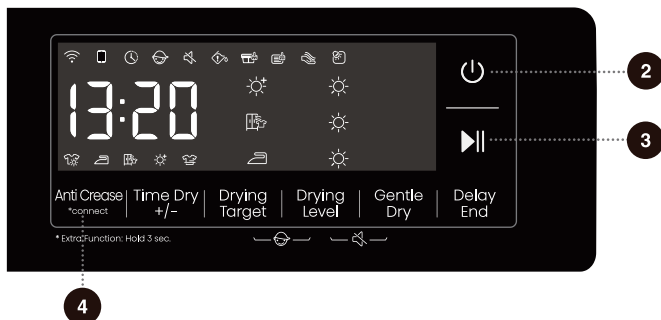 13:20
2
3
Anti Crease
*connect
Time Dry
+/-
Drying
Target
Drying
Level
Gentle
Dry
Delay
End
* Extra Function: Hold 3 sec.
4